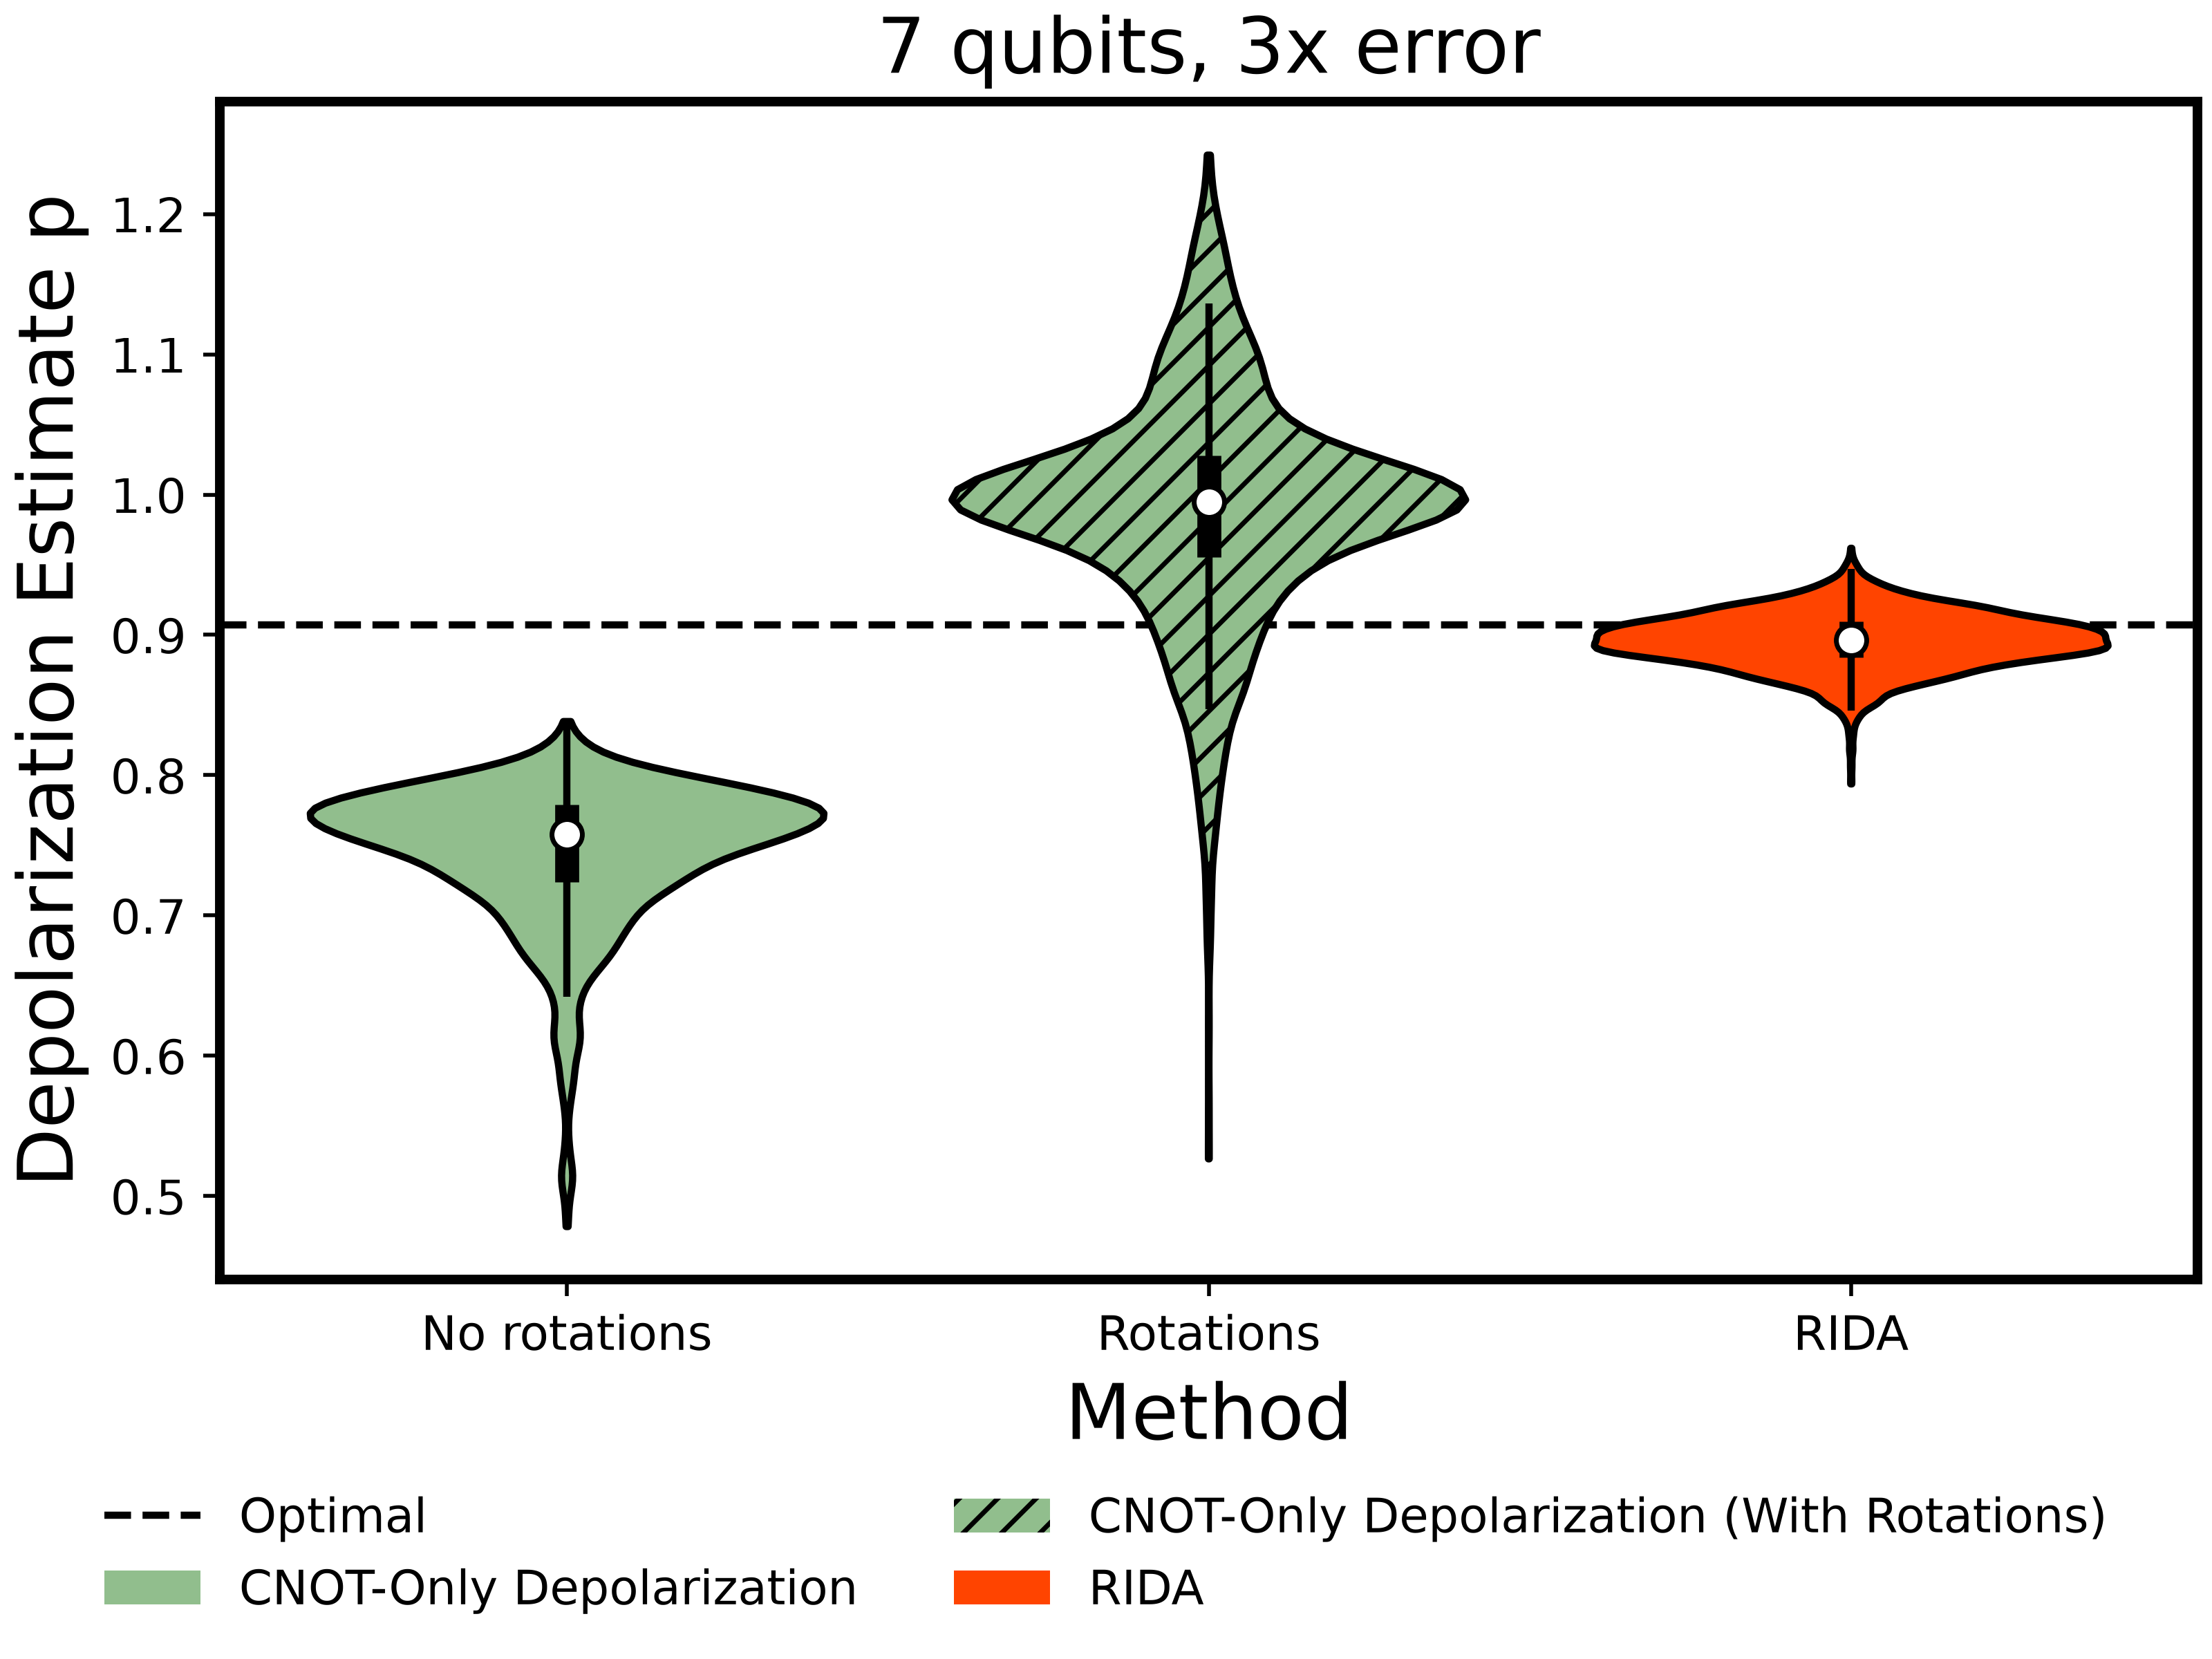 7 qubits, 3x error
Depolarization Estimate p
1.2
1.1
1.0
0.9
0.8
0.7
0.6
0.5
No rotations
Rotations
RIDA
Method
Optimal
CNOT-Only Depolarization
CNOT-Only Depolarization (With Rotations)
RIDA